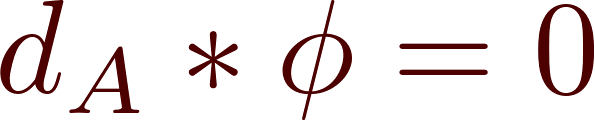 $d_A * \phi = 0$